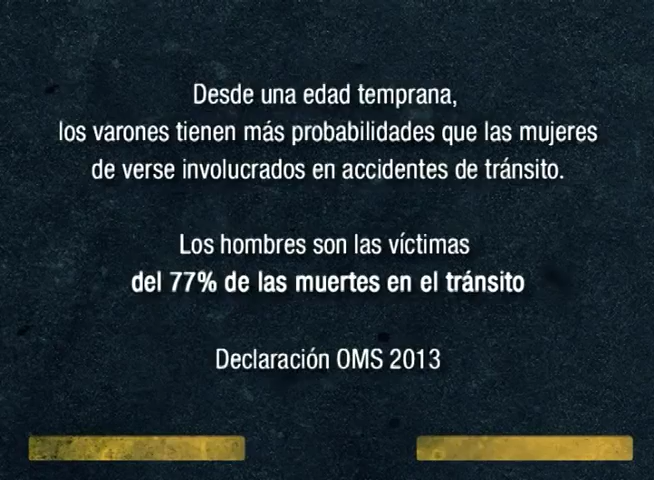 Desde una edad temprana,
los varones tienen más probabilidades que las mujeres
de verse involucrados en accidentes de tránsito.
Los hombres son las víctimas
del 77% de las muertes en el tránsito
Declaración OMS 2013